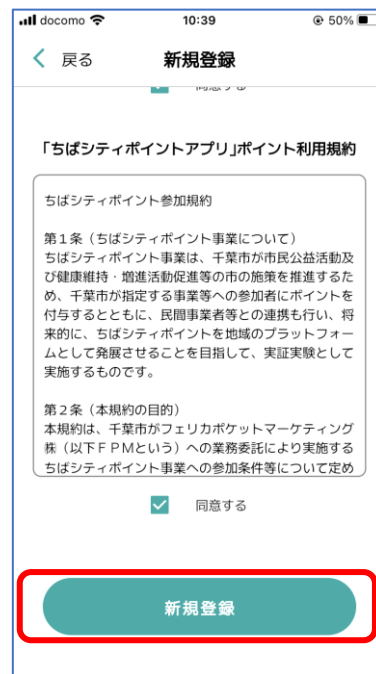 docomo 10:39 50%
戻る 新規登録
同意する
「ちばシティポイントアプリ」ポイント利用規約
ちばシティポイント参加規約
第１条（ちばシティポイント事業について）
ちばシティポイント事業は、千葉市が市民公益活動及
び健康維持・増進活動促進等の市の施策を推進するた
め、千葉市が指定する事業等への参加者にポイントを
付与するとともに、民間事業者等との連携も行い、将
来的に、ちばシティポイントを地域のプラットフォー
ムとして発展させることを目指して、実証実験として
実施するものです。
第２条（本規約の目的）
本規約は、千葉市がフェリカポケットマーケティング
㈱（以下ＦＰＭという）への業務委託により実施する
ちばシティポイント事業への参加条件等について定め
同意する
新規登録